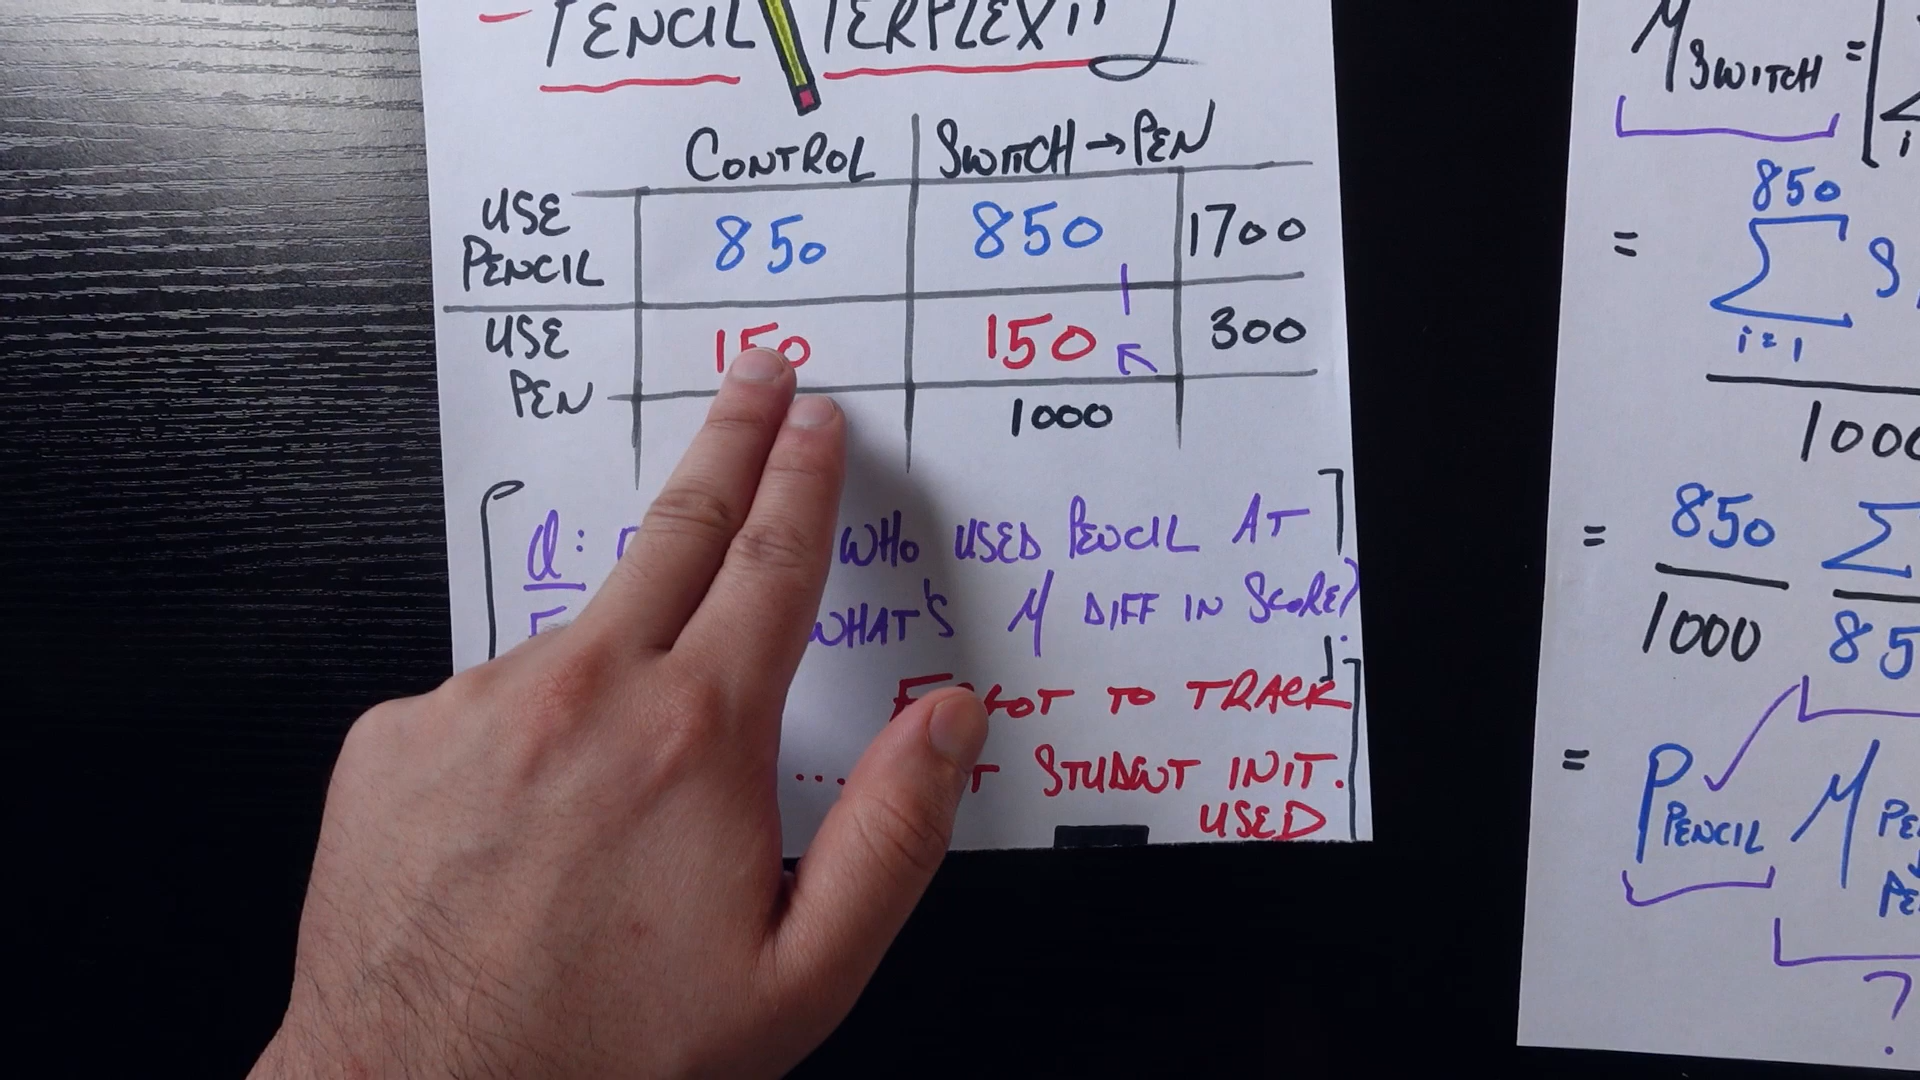 PENCIL PERPLEXITY
CONTROL SWITCH→PEN
USE PENCIL 850 850 1700
USE PEN 150 150 300
1000
Q: WHO USED PENCIL AT
WHAT'S μ DIFF IN SCORE?
FORGOT TO TRACK
... STUDENT INIT.
USED
μ SWITCH =
= 850 Σ i=1 S
1000
= 850 Σ
1000 85
= P PENCIL μ
?